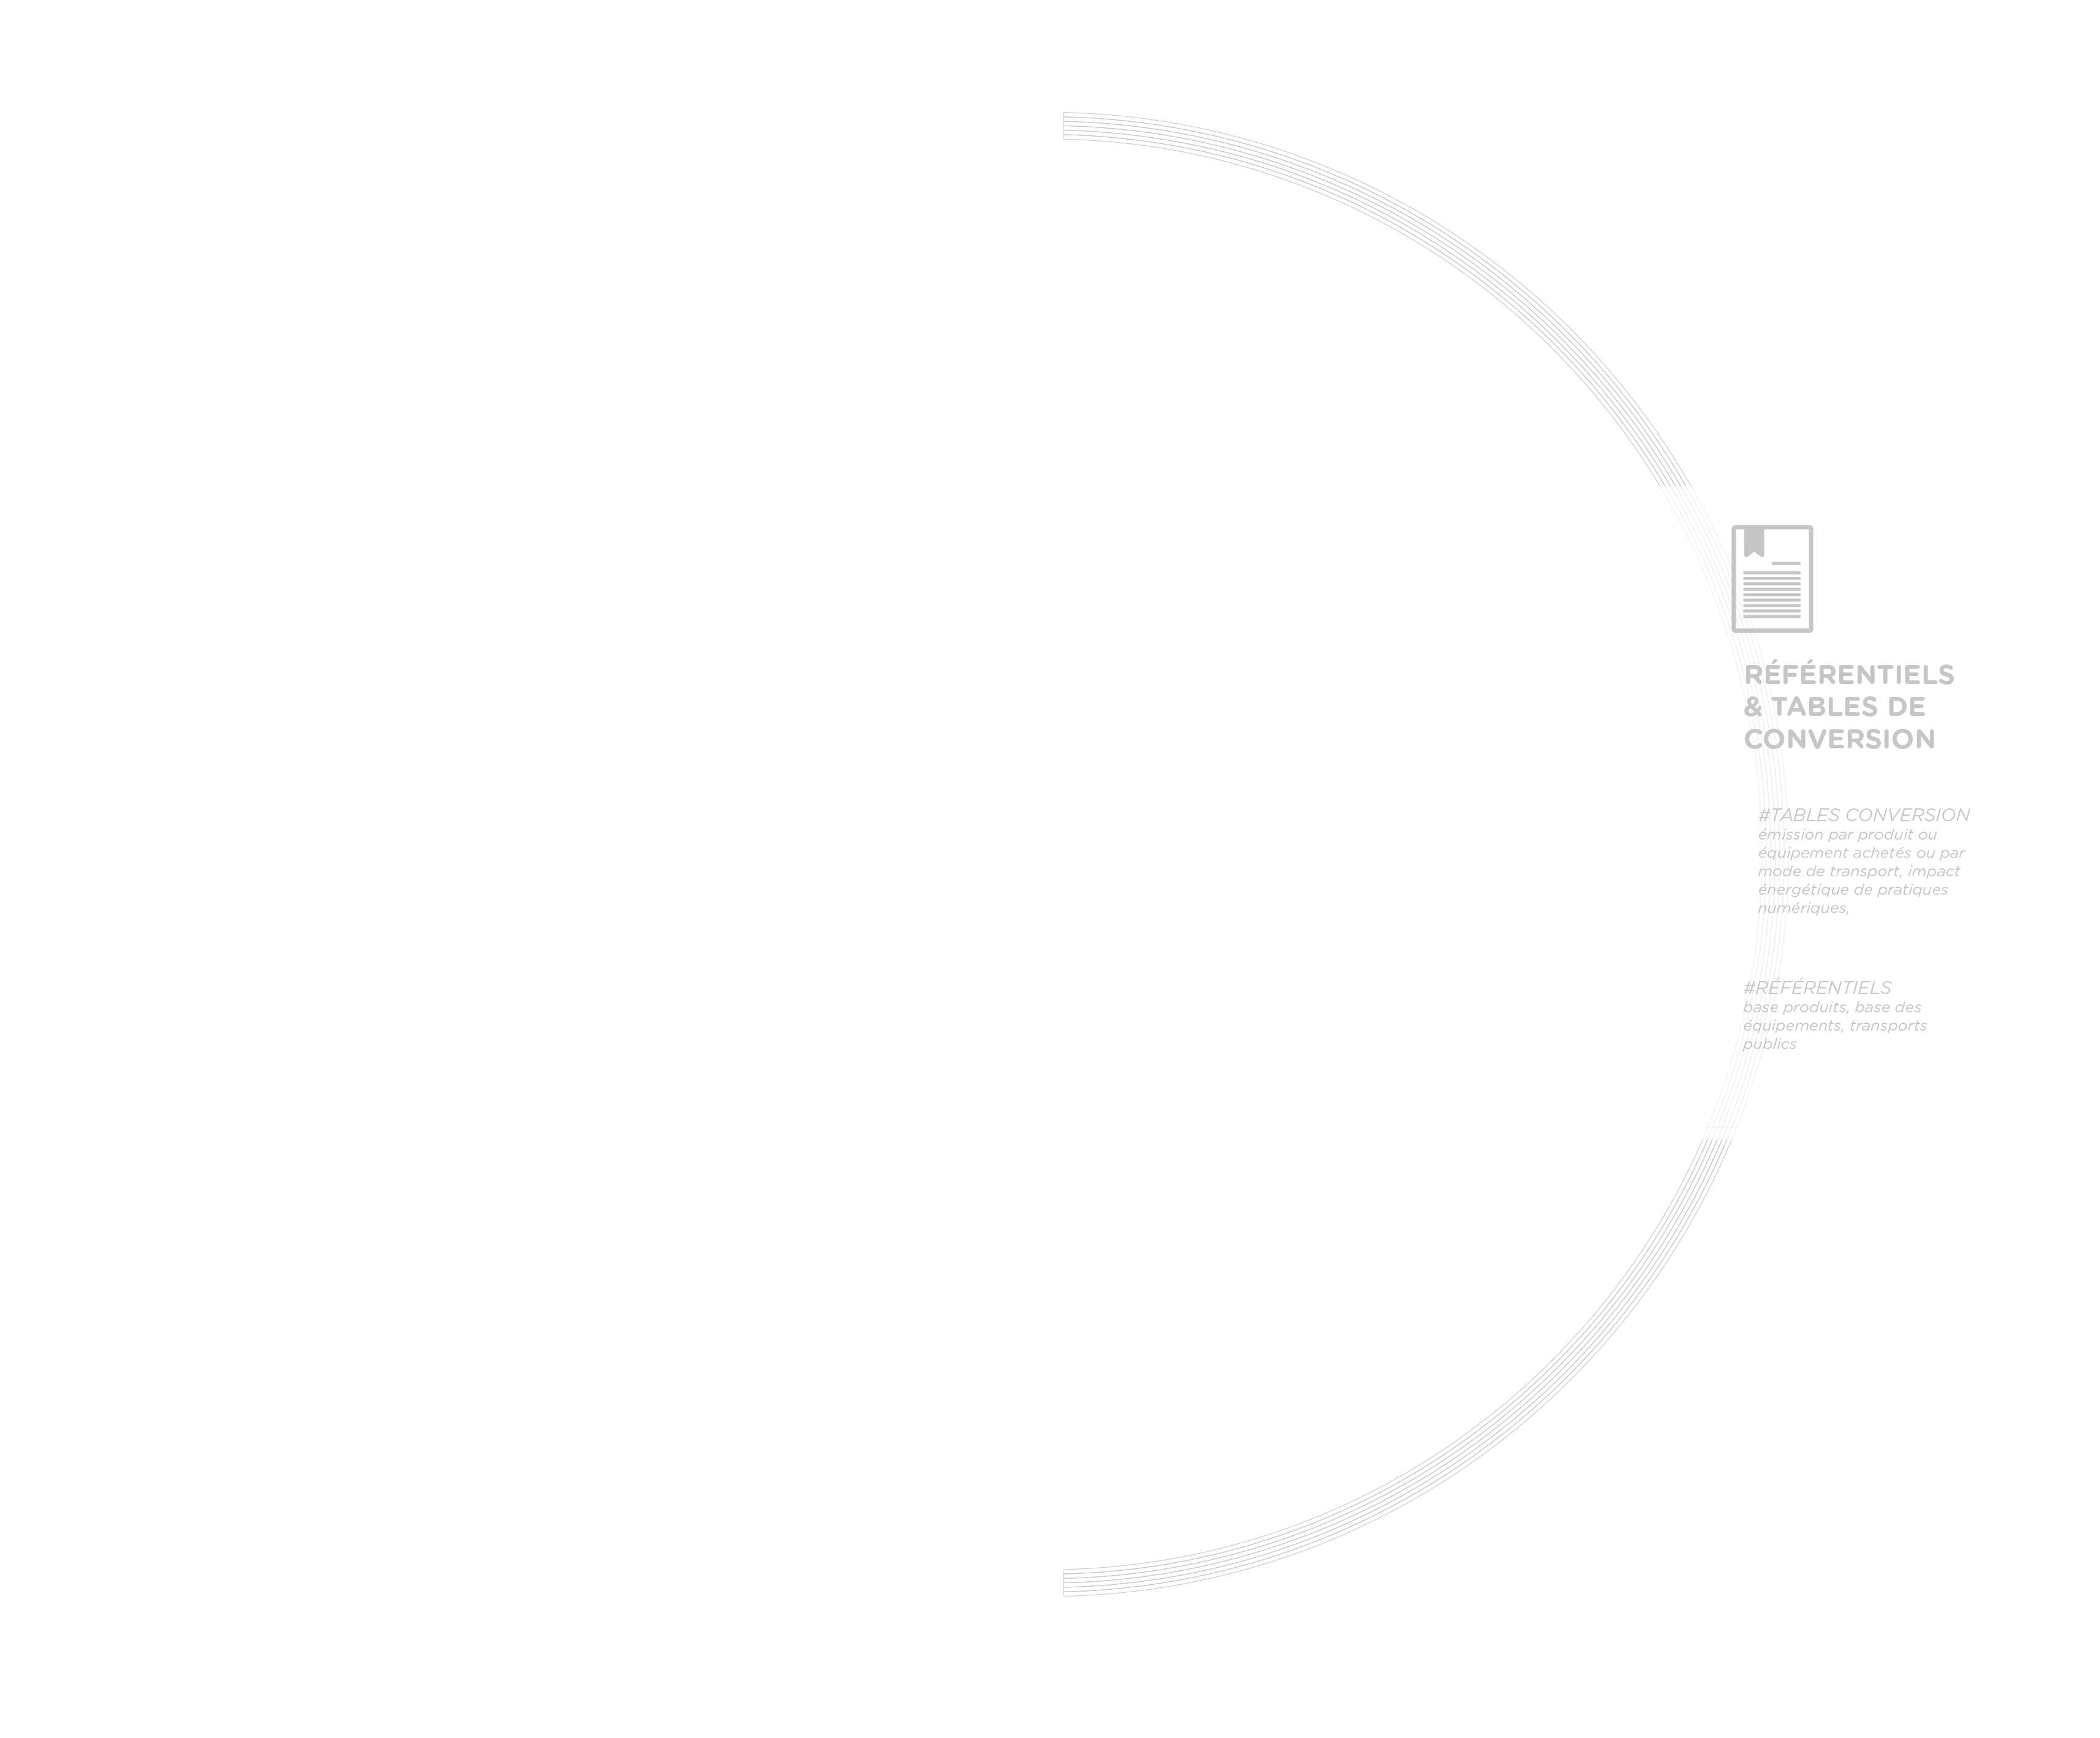 RÉFÉRENTIELS
& TABLES DE
CONVERSION
#TABLES CONVERSION
émission par produit ou
équipement achetés ou par
mode de transport, impact
énergétique de pratiques
numériques,
#RÉFÉRENTIELS
base produits, base des
équipements, transports
publics